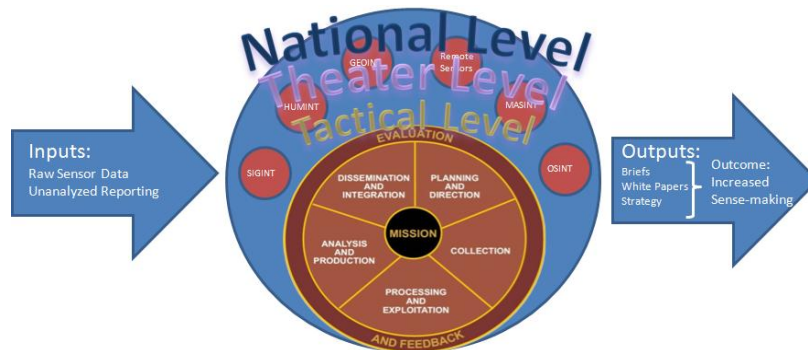 National Level
Theater Level
Tactical Level
GEOINT
Remote
Sensors
HUMINT
MASINT
SIGINT
OSINT
Inputs:
Raw Sensor Data
Unanalyzed Reporting
EVALUATION
DISSEMINATION
AND
INTEGRATION
PLANNING
AND
DIRECTION
MISSION
ANALYSIS
AND
PRODUCTION
COLLECTION
PROCESSING
AND
EXPLOITATION
AND FEEDBACK
Outputs:
Briefs
White Papers
Strategy
Outcome:
Increased
Sense-making